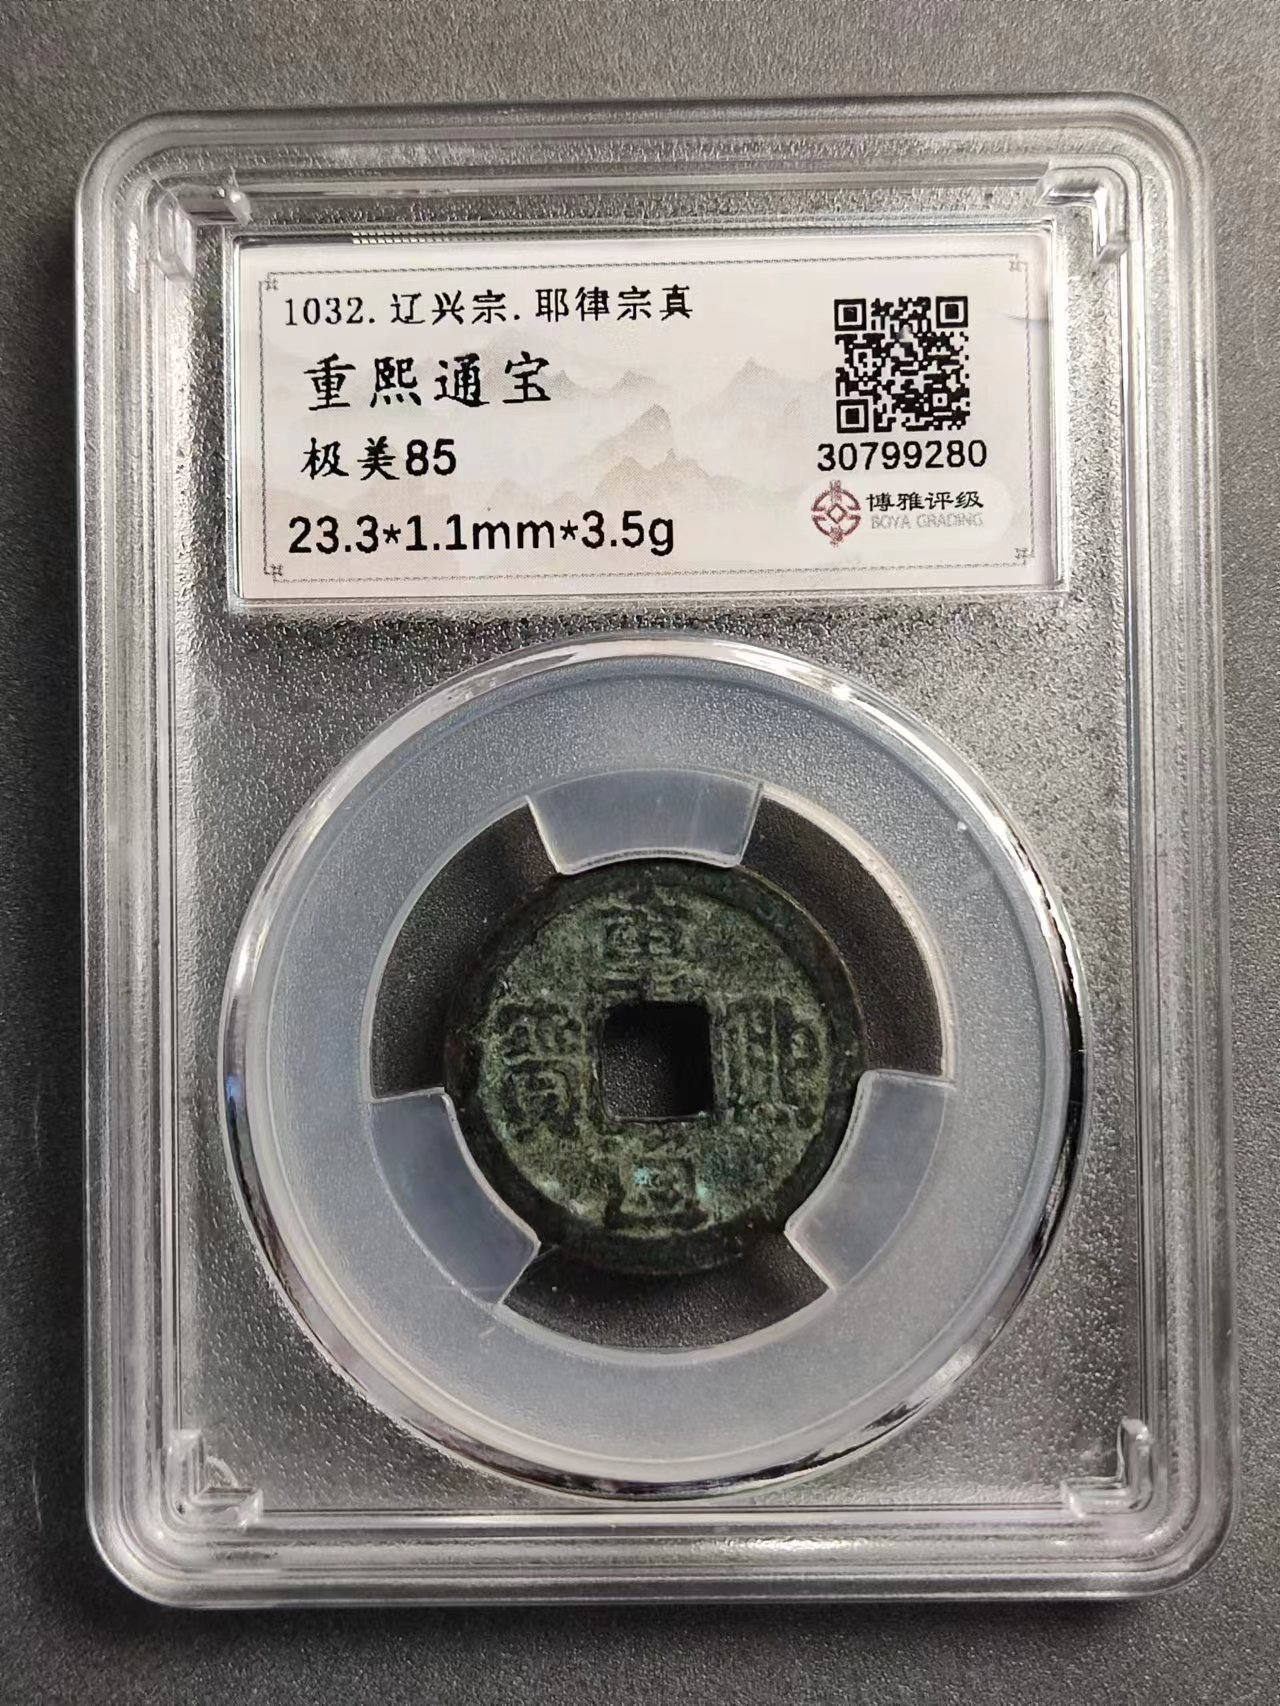 1032.辽兴宗.耶律宗真
重熙通宝
极美85
23.3*1.1mm*3.5g
30799280
博雅评级
BOYA GRADING
重
熙
通
寳